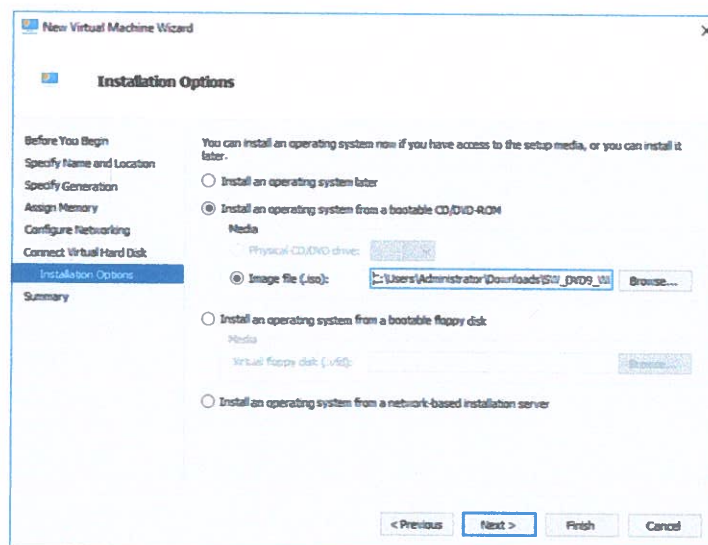 New Virtual Machine Wizard
Installation Options
Before You Begin
Specify Name and Location
Specify Generation
Assign Memory
Configure Networking
Connect Virtual Hard Disk
Installation Options
Summary
You can install an operating system now if you have access to the setup media, or you can install it
later.
Install an operating system later
Install an operating system from a bootable CD/DVD-ROM
Media
Physical CD/DVD drive:
Image file (.iso):
C:\Users\Administrator\Downloads\SW_DVD9_Wi
Browse...
Install an operating system from a bootable floppy disk
Media
Virtual floppy disk (.vfd):
Browse...
Install an operating system from a network-based installation server
< Previous
Next >
Finish
Cancel